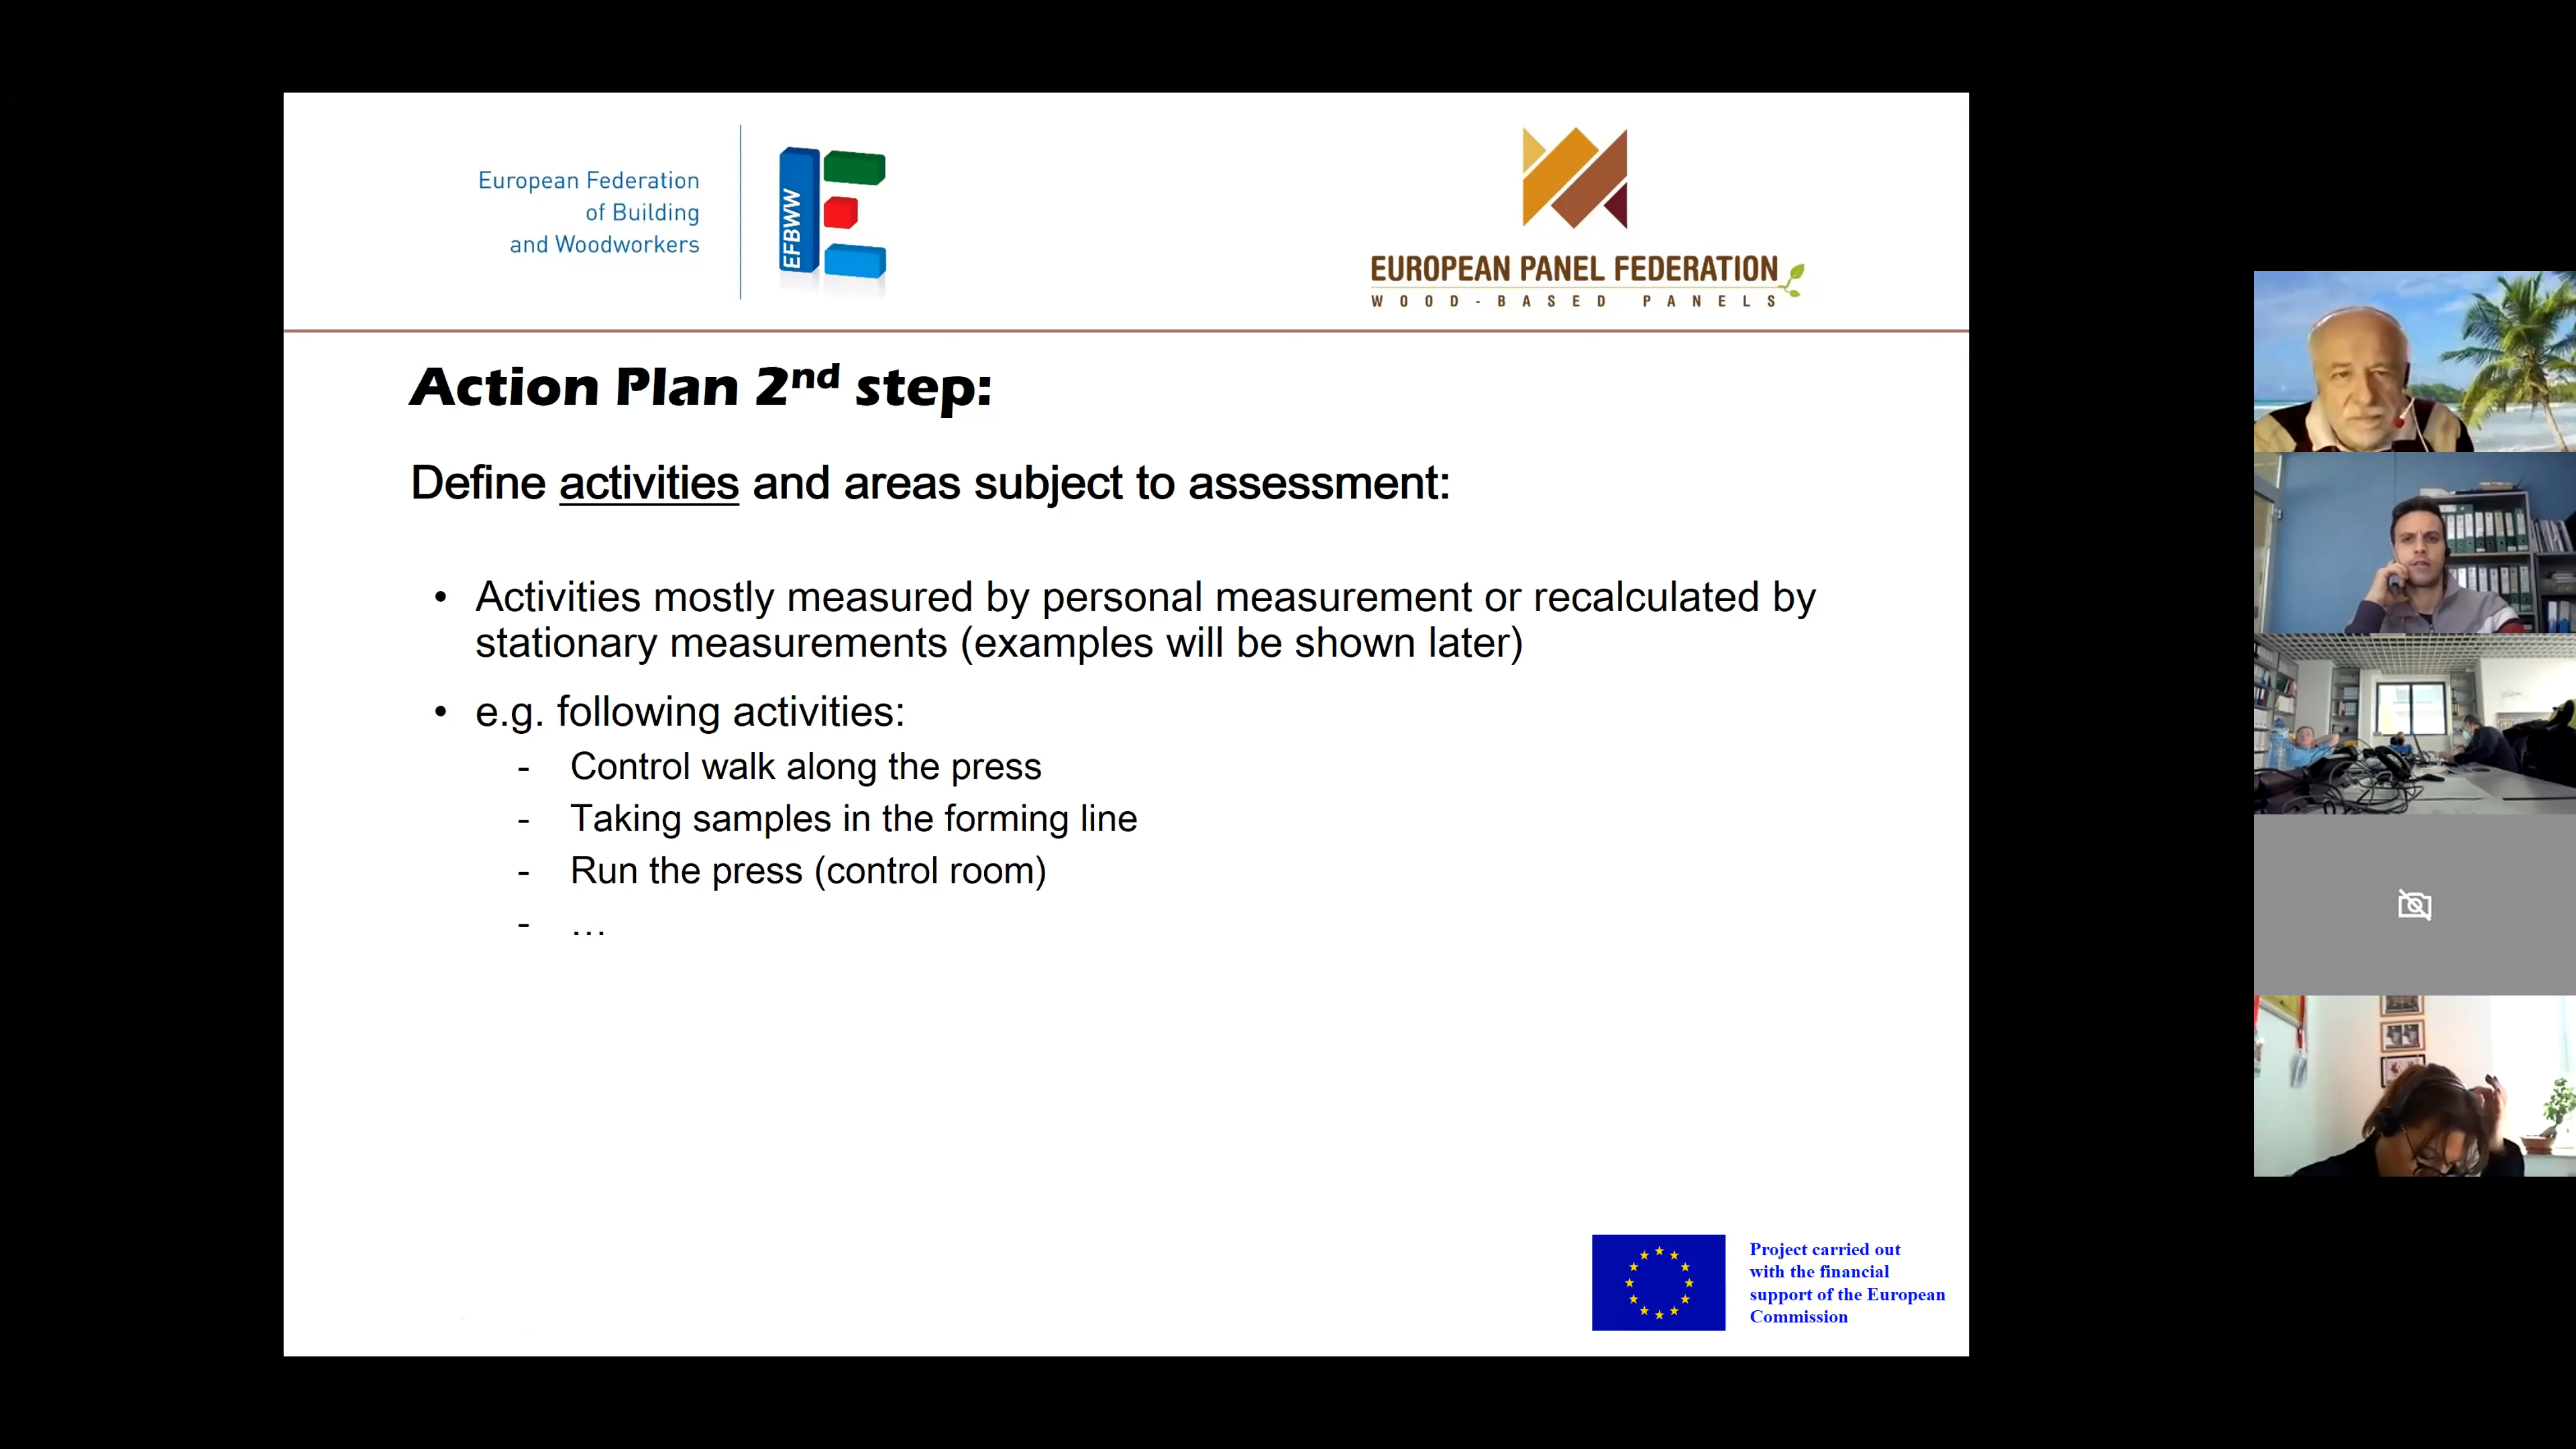 European Federation
of Building
and Woodworkers
EFBWW
EUROPEAN PANEL FEDERATION
WOOD-BASED PANELS
Action Plan 2nd step:
Define activities and areas subject to assessment:
• Activities mostly measured by personal measurement or recalculated by
stationary measurements (examples will be shown later)
• e.g. following activities:
- Control walk along the press
- Taking samples in the forming line
- Run the press (control room)
- …
Project carried out
with the financial
support of the European
Commission